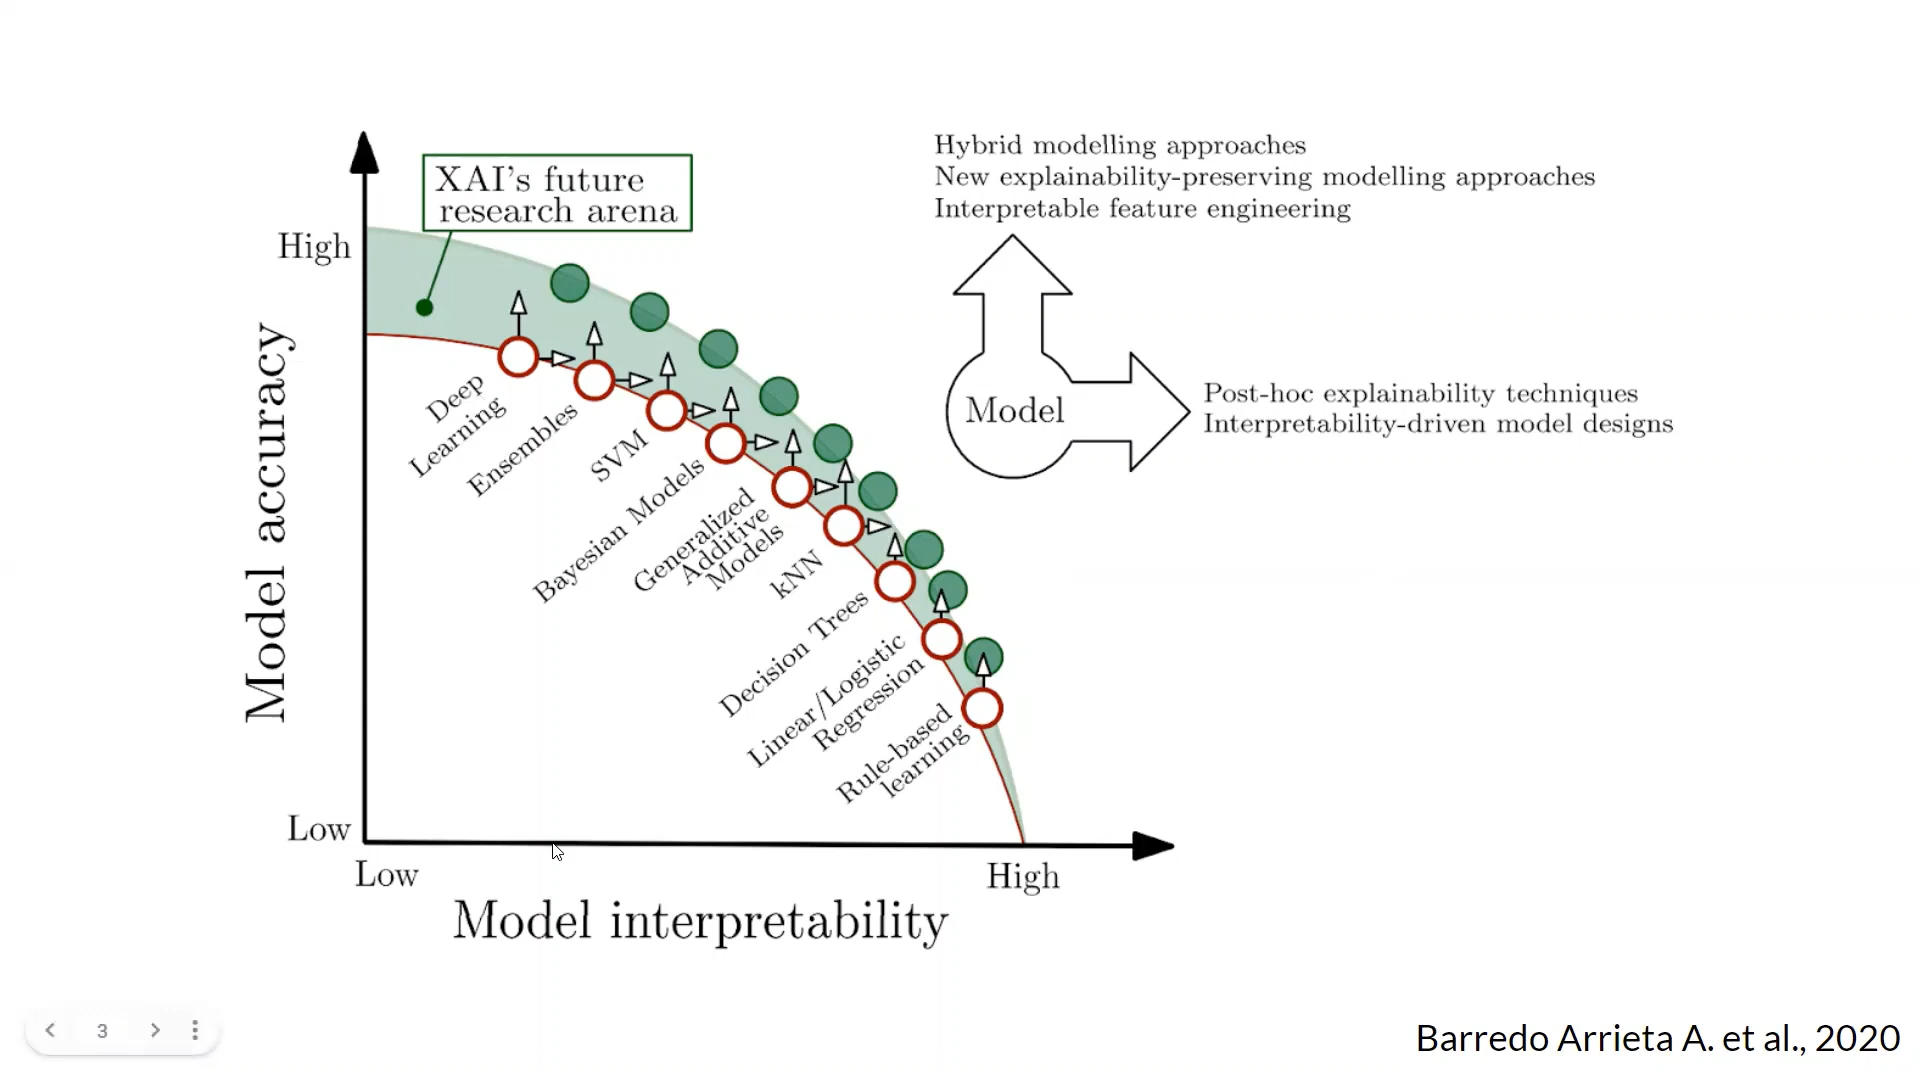 XAI's future
research arena
High
Model accuracy
Low
Low
High
Model interpretability
Deep
Learning
Ensembles
SVM
Bayesian Models
Generalized
Additive
Models
kNN
Decision Trees
Linear/Logistic
Regression
Rule-based
learning
Hybrid modelling approaches
New explainability-preserving modelling approaches
Interpretable feature engineering
Model
Post-hoc explainability techniques
Interpretability-driven model designs
3
Barredo Arrieta A. et al., 2020